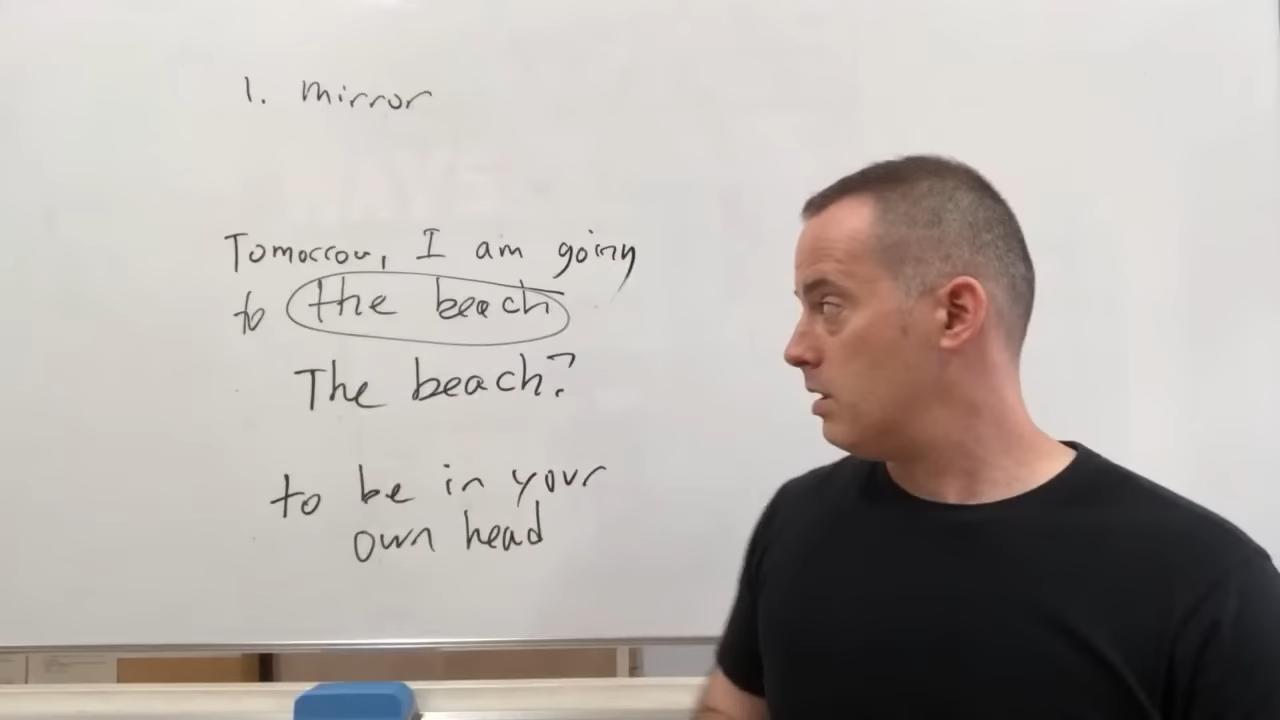 1. mirror
Tomorrow, I am going
to the beach
The beach?
to be in your
own head